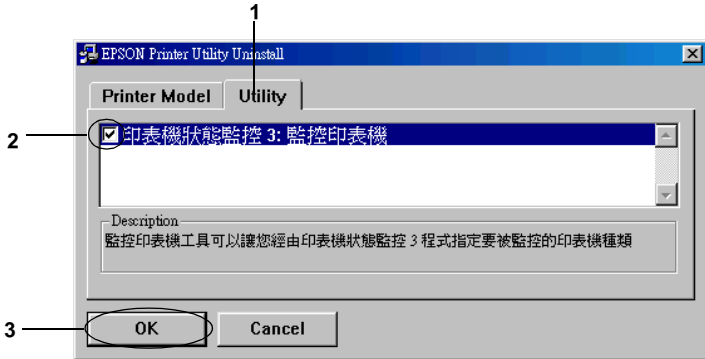 1
EPSON Printer Utility Uninstall
Printer Model Utility
2
印表機狀態監控 3: 監控印表機
Description
監控印表機工具可以讓您經由印表機狀態監控 3 程式指定要被監控的印表機種類
3
OK Cancel